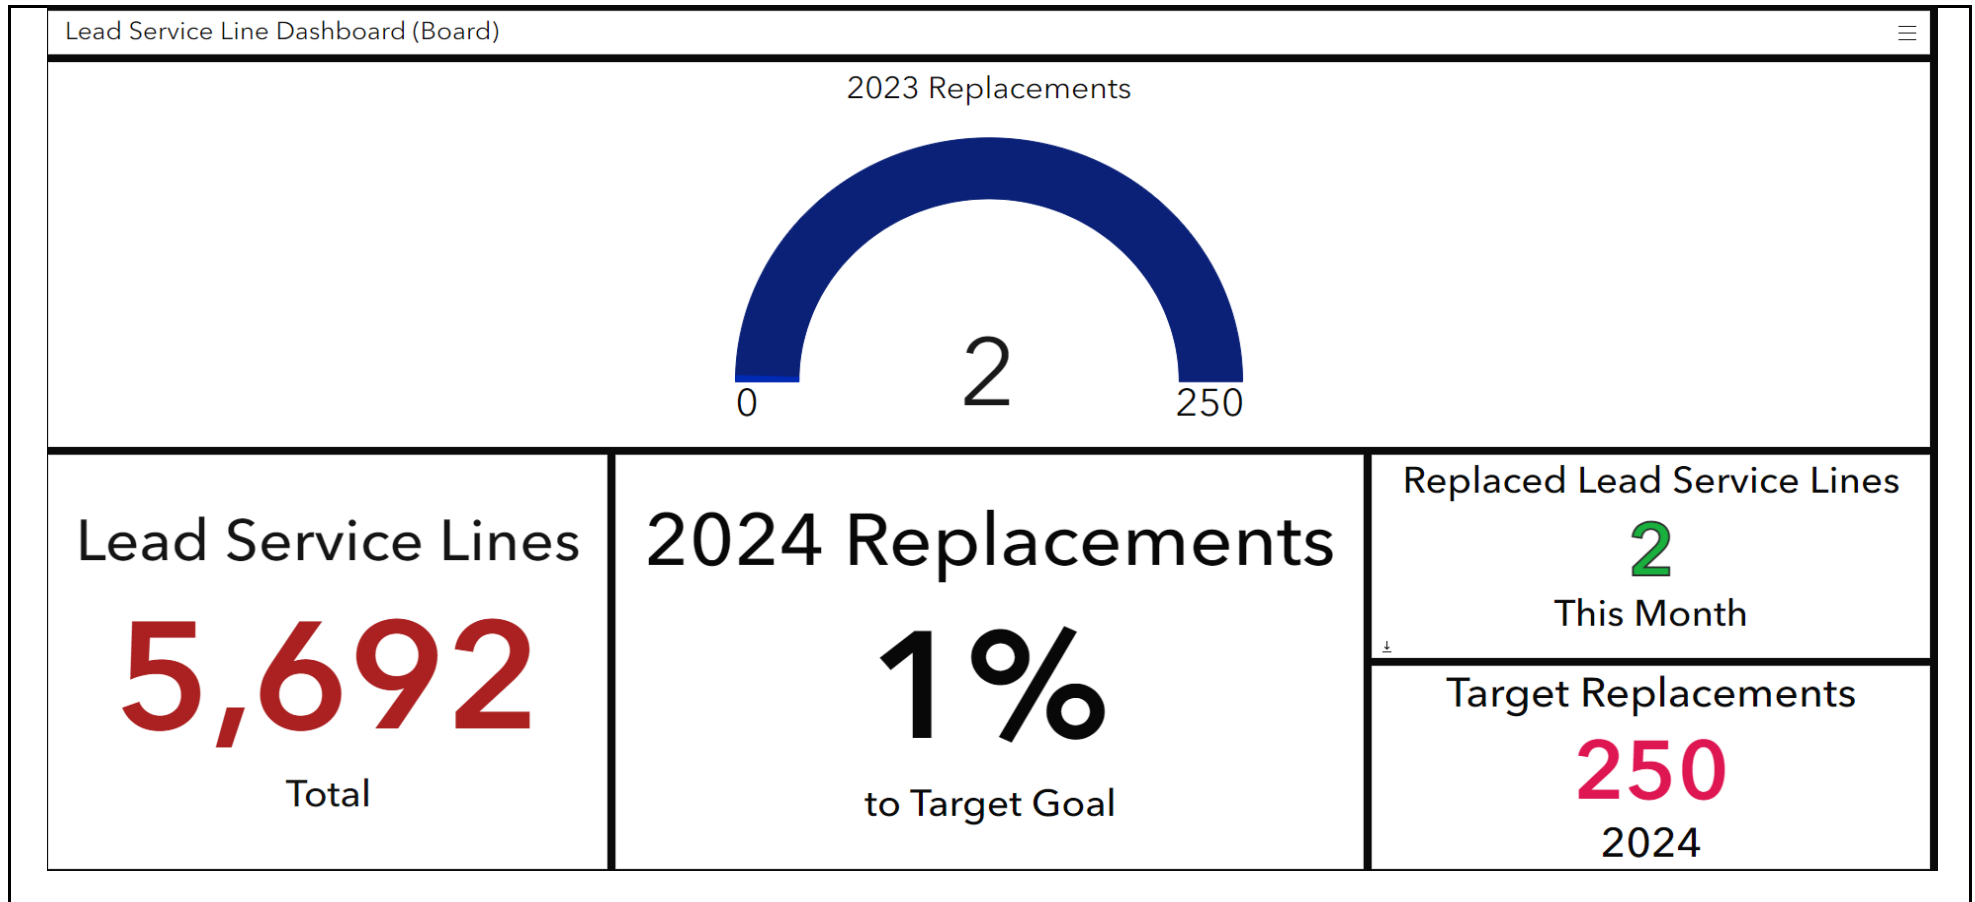 Lead Service Line Dashboard (Board)
2023 Replacements
2
0
250
Lead Service Lines
5,692
Total
2024 Replacements
1%
to Target Goal
Replaced Lead Service Lines
2
This Month
Target Replacements
250
2024